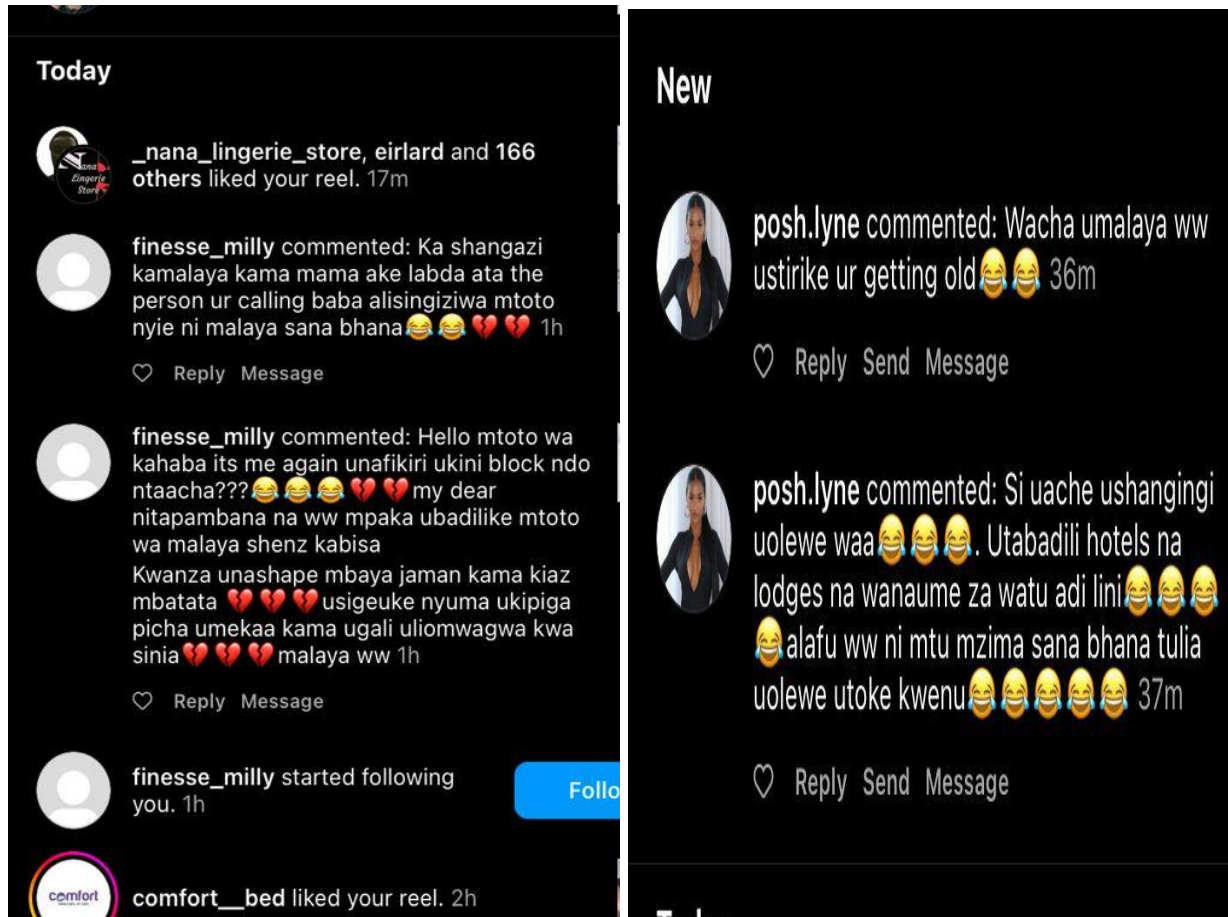 Today
_nana_lingerie_store, eirlard and 166
others liked your reel. 17m
Nana
Lingerie
Store
finesse_milly commented: Ka shangazi
kamalaya kama mama ake labda ata the
person ur calling baba alisingiziwa mtoto
nyie ni malaya sana bhana😂😂💔💔 1h
Reply Message
finesse_milly commented: Hello mtoto wa
kahaba its me again unafikiri ukini block ndo
ntaacha???😂😂😂💔💔my dear
nitapambana na ww mpaka ubadilike mtoto
wa malaya shenz kabisa
Kwanza unashape mbaya jaman kama kiaz
mbatata 💔💔💔usigeuke nyuma ukipiga
picha umekaa kama ugali uliomwagwa kwa
sinia💔💔💔malaya ww 1h
Reply Message
finesse_milly started following
you. 1h
Follo
comfort
comfort__bed liked your reel. 2h
New
posh.lyne commented: Wacha umalaya ww
ustirike ur getting old😂😂 36m
Reply Send Message
posh.lyne commented: Si uache ushangingi
uolewe waa😂😂😂. Utabadili hotels na
lodges na wanaume za watu adi lini😂😂😂
😂alafu ww ni mtu mzima sana bhana tulia
uolewe utoke kwenu😂😂😂😂😂 37m
Reply Send Message